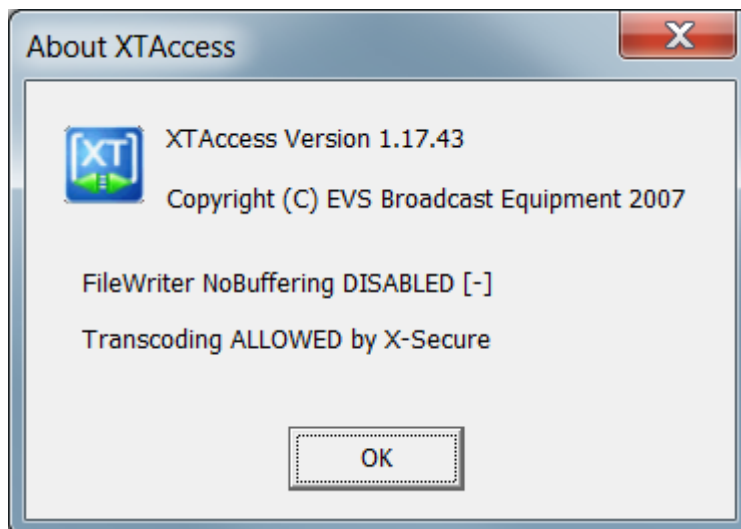 About XTAccess
X
XT
XTAccess Version 1.17.43
Copyright (C) EVS Broadcast Equipment 2007
FileWriter NoBuffering DISABLED [-]
Transcoding ALLOWED by X-Secure
OK